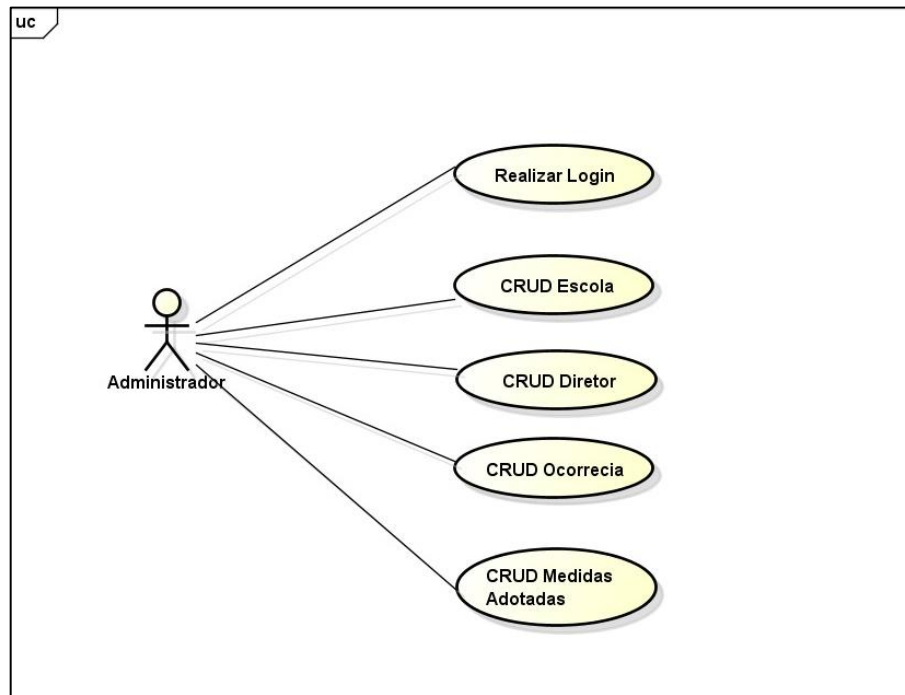 uc
Realizar Login
CRUD Escola
Administrador
CRUD Diretor
CRUD Ocorrecia
CRUD Medidas
Adotadas